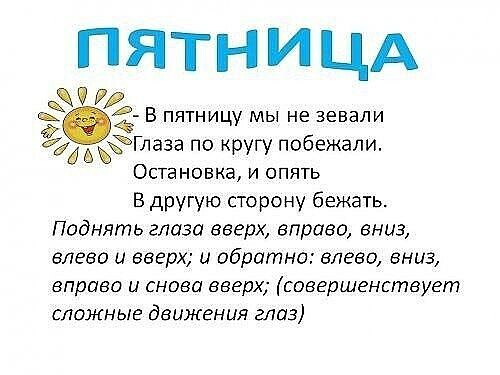 ПЯТНИЦА
- В пятницу мы не зевали
Глаза по кругу побежали.
Остановка, и опять
В другую сторону бежать.
Поднять глаза вверх, вправо, вниз,
влево и вверх; и обратно: влево, вниз,
вправо и снова вверх; (совершенствует
сложные движения глаз)